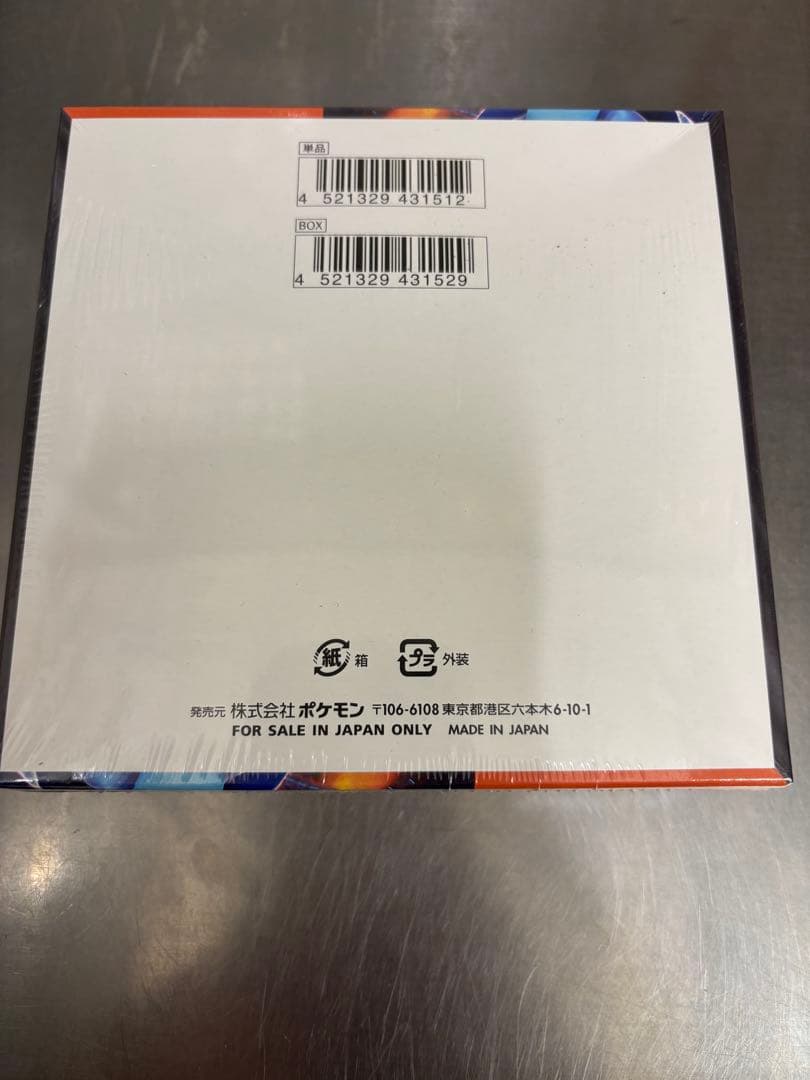 単品
4 521329 431512
BOX
4 521329 431529
紙 箱 プラ 外装
発売元 株式会社 ポケモン 〒106-6108 東京都港区六本木6-10-1
FOR SALE IN JAPAN ONLY MADE IN JAPAN